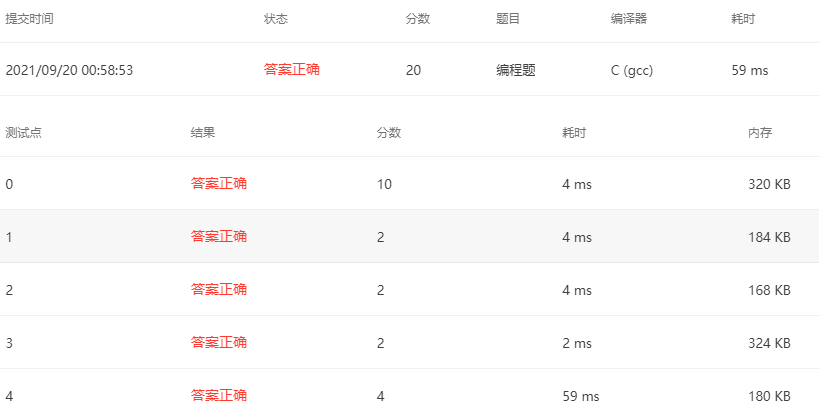 提交时间 状态 分数 题目 编译器 耗时
2021/09/20 00:58:53 答案正确 20 编程题 C (gcc) 59 ms
测试点 结果 分数 耗时 内存
0 答案正确 10 4 ms 320 KB
1 答案正确 2 4 ms 184 KB
2 答案正确 2 4 ms 168 KB
3 答案正确 2 2 ms 324 KB
4 答案正确 4 59 ms 180 KB